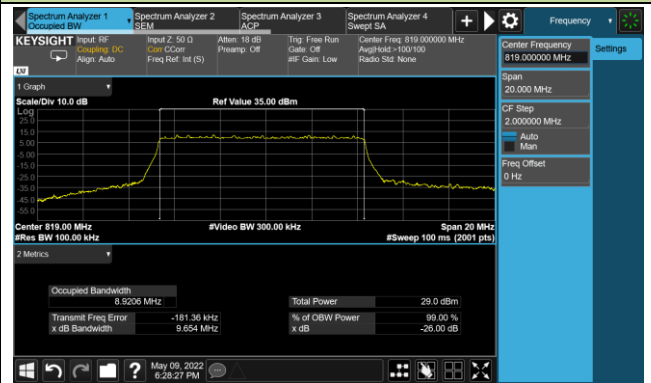 Spectrum Analyzer 1
Occupied BW
Spectrum Analyzer 2
SEM
Spectrum Analyzer 3
ACP
Spectrum Analyzer 4
Swept SA
Frequency
KEYSIGHT
Input: RF
Coupling: DC
Align: Auto
Input Z: 50 Ω
Corr CCorr
Freq Ref: Int (S)
Atten: 18 dB
Preamp: Off
Trig: Free Run
Gate: Off
#IF Gain: Low
Center Freq: 819.000000 MHz
Avg|Hold:>100/100
Radio Std: None
LXI
Center Frequency
819.000000 MHz
Settings
Span
20.000 MHz
CF Step
2.000000 MHz
Auto
Man
Freq Offset
0 Hz
1 Graph
Scale/Div 10.0 dB
Ref Value 35.00 dBm
Log
25.0
15.0
5.00
-5.00
-15.0
-25.0
-35.0
-45.0
-55.0
Center 819.00 MHz
#Video BW 300.00 kHz
Span 20 MHz
#Res BW 100.00 kHz
#Sweep 100 ms (2001 pts)
2 Metrics
Occupied Bandwidth
8.9206 MHz
Total Power
29.0 dBm
Transmit Freq Error
-181.36 kHz
% of OBW Power
99.00 %
x dB Bandwidth
9.654 MHz
x dB
-26.00 dB
?
May 09, 2022
6:28:27 PM